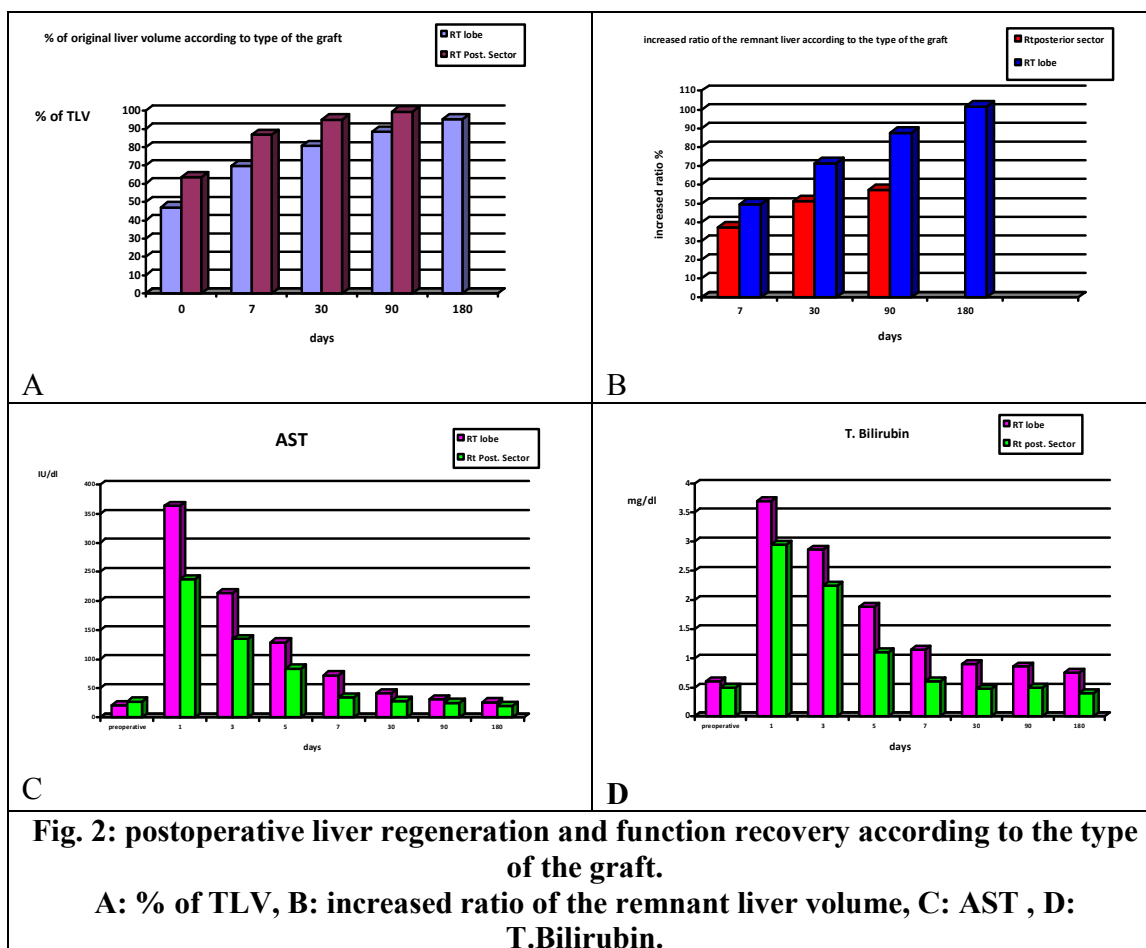 % of original liver volume according to type of the graft
RT lobe
RT Post. Sector
% of TLV
100
90
80
70
60
50
40
30
20
10
0
0 7 30 90 180
days
A
increased ratio of the remnant liver according to the type of the graft
Rtposterior sector
RT lobe
increased ratio %
110
100
90
80
70
60
50
40
30
20
10
0
7 30 90 180
days
B
AST
RT lobe
Rt Post. Sector
IU/dl
400
350
300
250
200
150
100
50
0
preoperative 1 3 5 7 30 90 180
days
C
T. Bilirubin
RT lobe
Rt post. Sector
mg/dl
4
3.5
3
2.5
2
1.5
1
0.5
0
preoperative 1 3 5 7 30 90 180
days
D
Fig. 2: postoperative liver regeneration and function recovery according to the type
of the graft.
A: % of TLV, B: increased ratio of the remnant liver volume, C: AST , D:
T.Bilirubin.